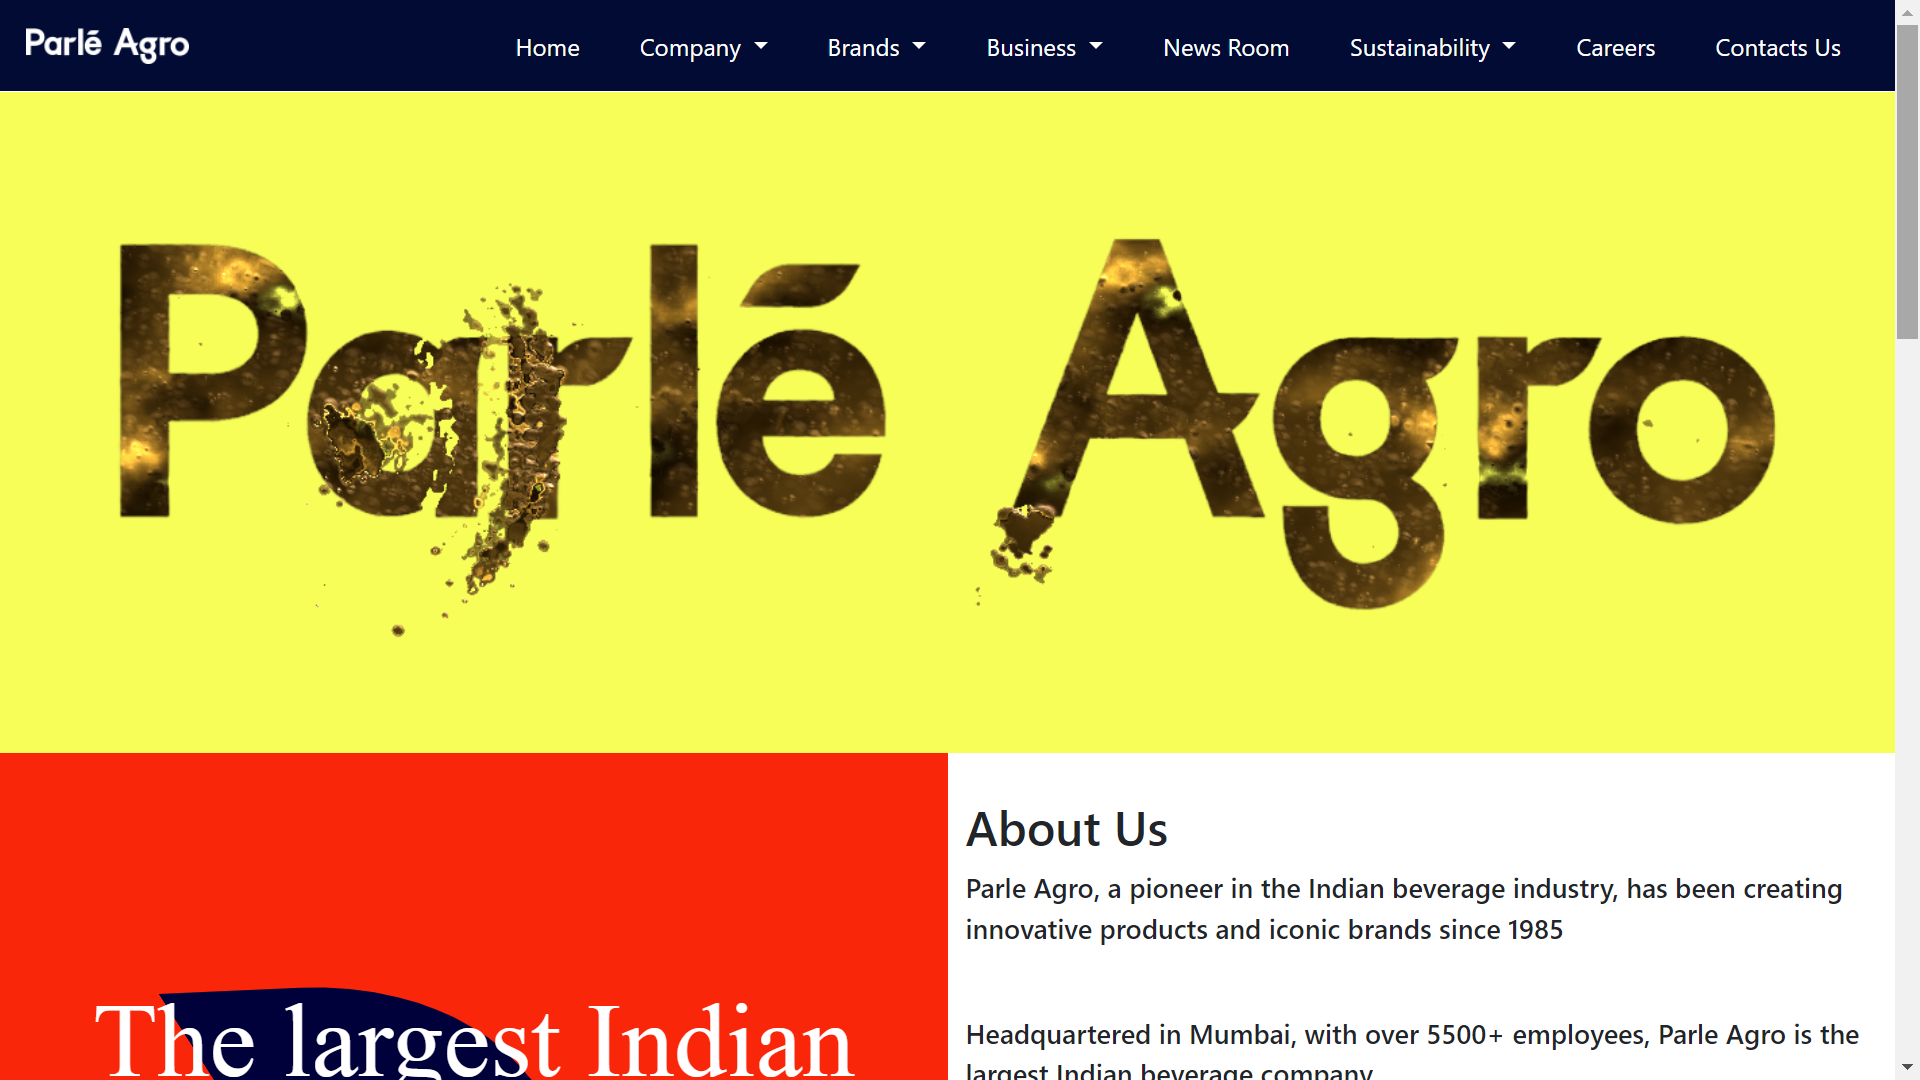 Parlé Agro
Home Company Brands Business News Room Sustainability Careers Contacts Us
Parlé Agro
The largest Indian
About Us
Parle Agro, a pioneer in the Indian beverage industry, has been creating
innovative products and iconic brands since 1985
Headquartered in Mumbai, with over 5500+ employees, Parle Agro is the
largest Indian beverage company